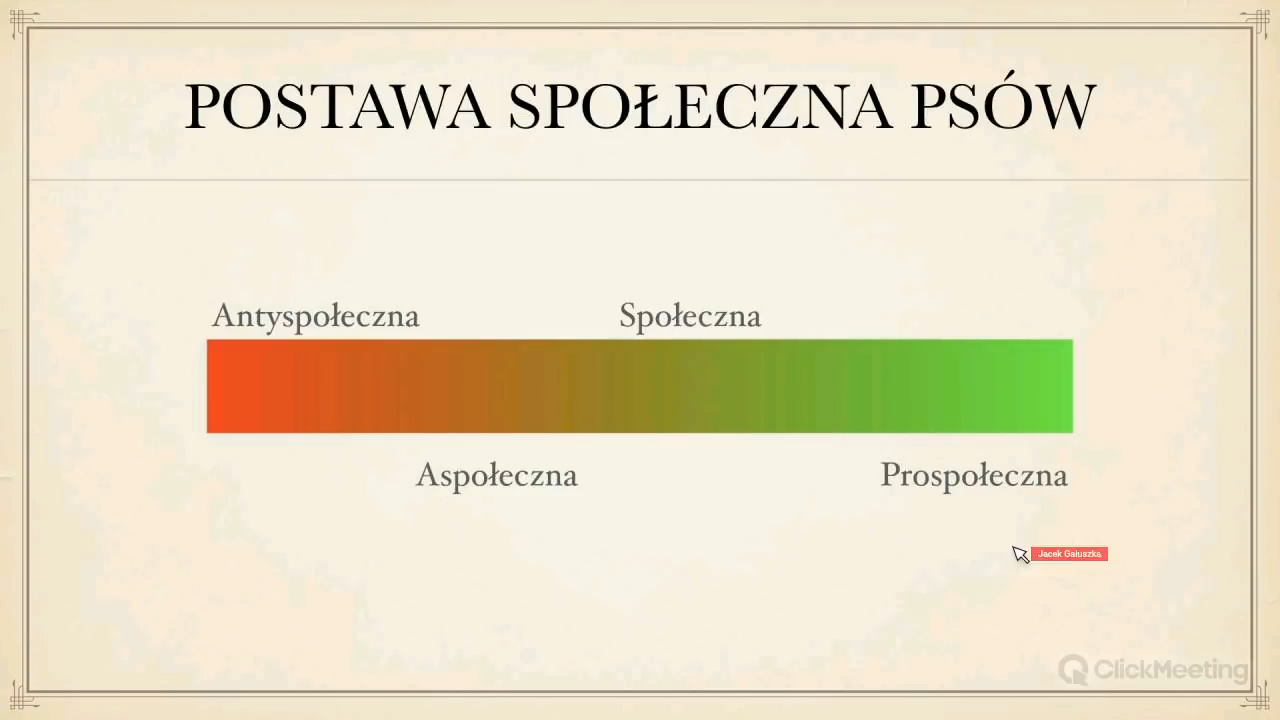 POSTAWA SPOŁECZNA PSÓW
Antyspołeczna
Społeczna
Aspołeczna
Prospołeczna
Jacek Gałuszka
ClickMeeting